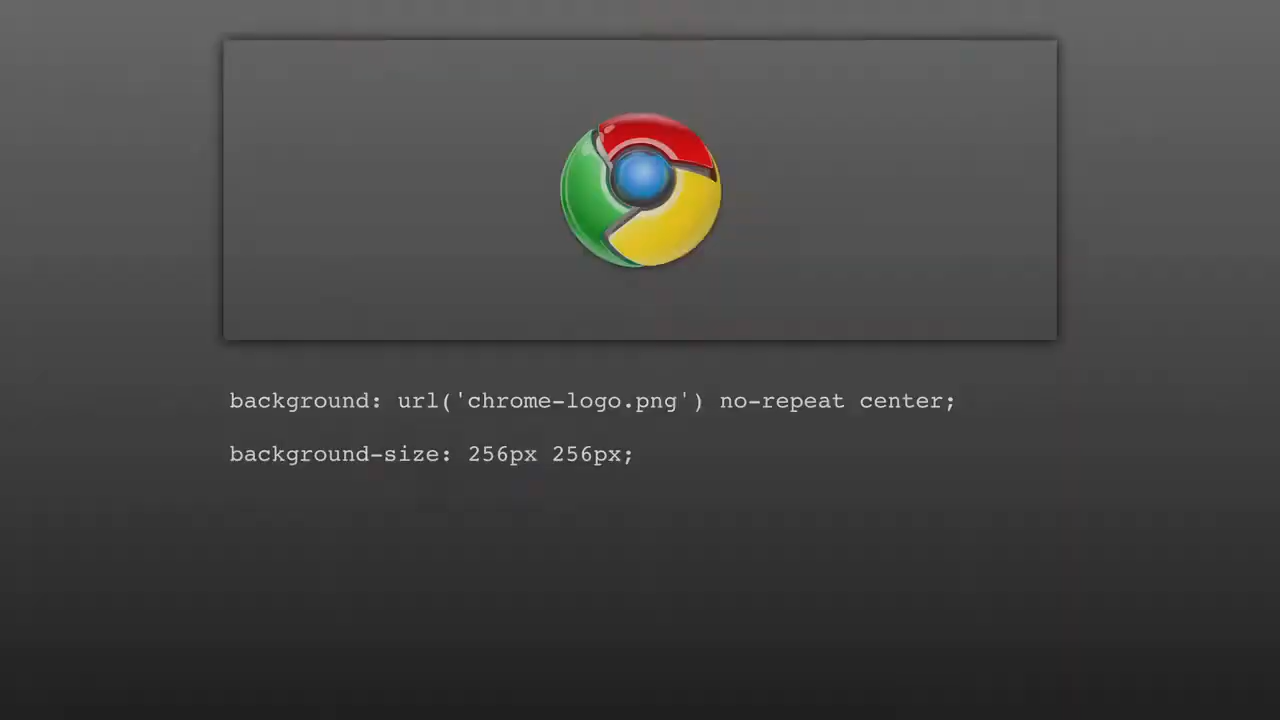 background: url('chrome-logo.png') no-repeat center;
background-size: 256px 256px;